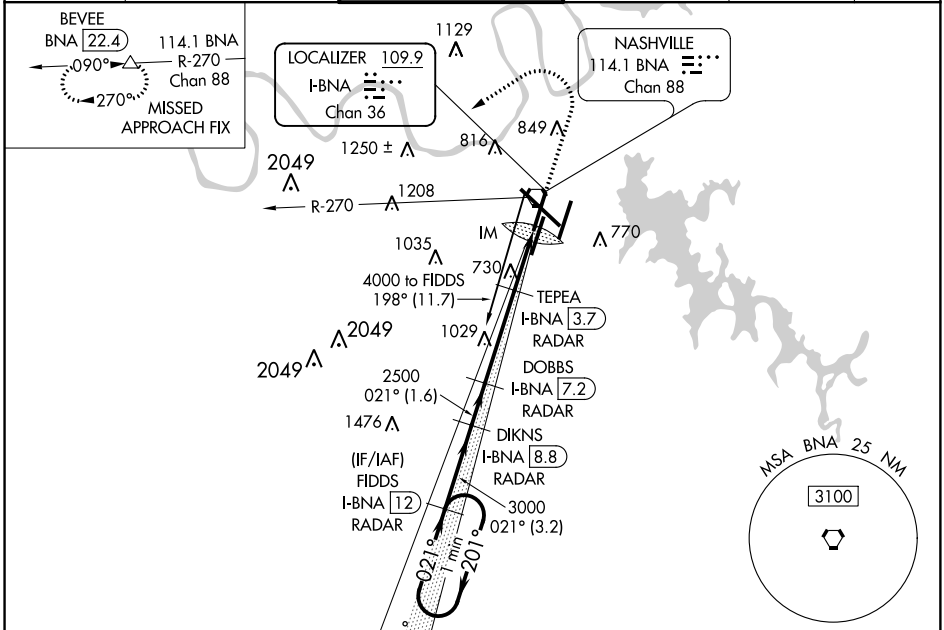 BEVEE
BNA 22.4
114.1 BNA
090°
R-270
Chan 88
270°
MISSED
APPROACH FIX
LOCALIZER 109.9
I-BNA
Chan 36
1129
NASHVILLE
114.1 BNA
Chan 88
849
816
1250 ±
2049
1208
R-270
IM
770
1035
730
4000 to FIDDS
198° (11.7)
TEPEA
I-BNA 3.7
RADAR
1029
2049
2049
DOBBS
I-BNA 7.2
RADAR
2500
021° (1.6)
1476
DIKNS
I-BNA 8.8
RADAR
(IF/IAF)
FIDDS
I-BNA 12
RADAR
3000
021° (3.2)
021°
1 min
201°
MSA BNA 25 NM
3100